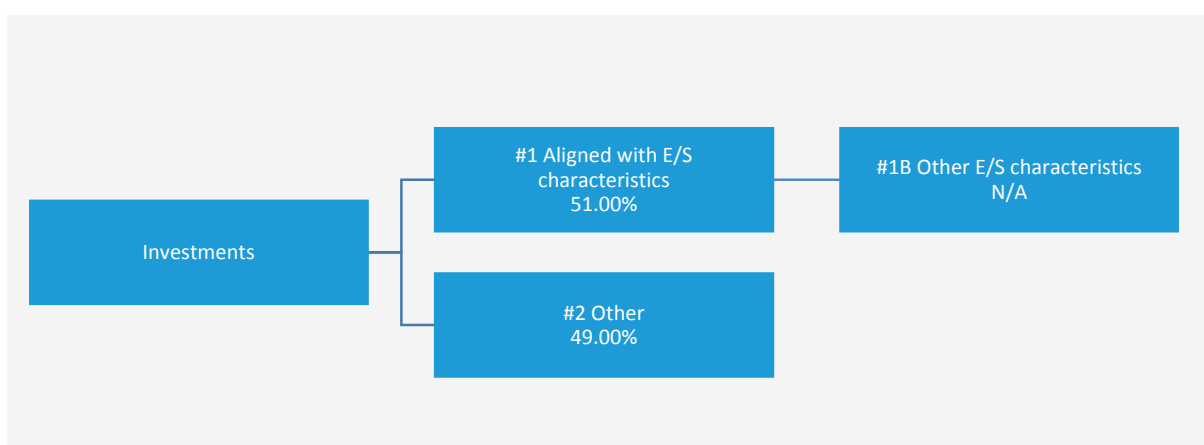 #1 Aligned with E/S
characteristics
51.00%
#1B Other E/S characteristics
N/A
Investments
#2 Other
49.00%